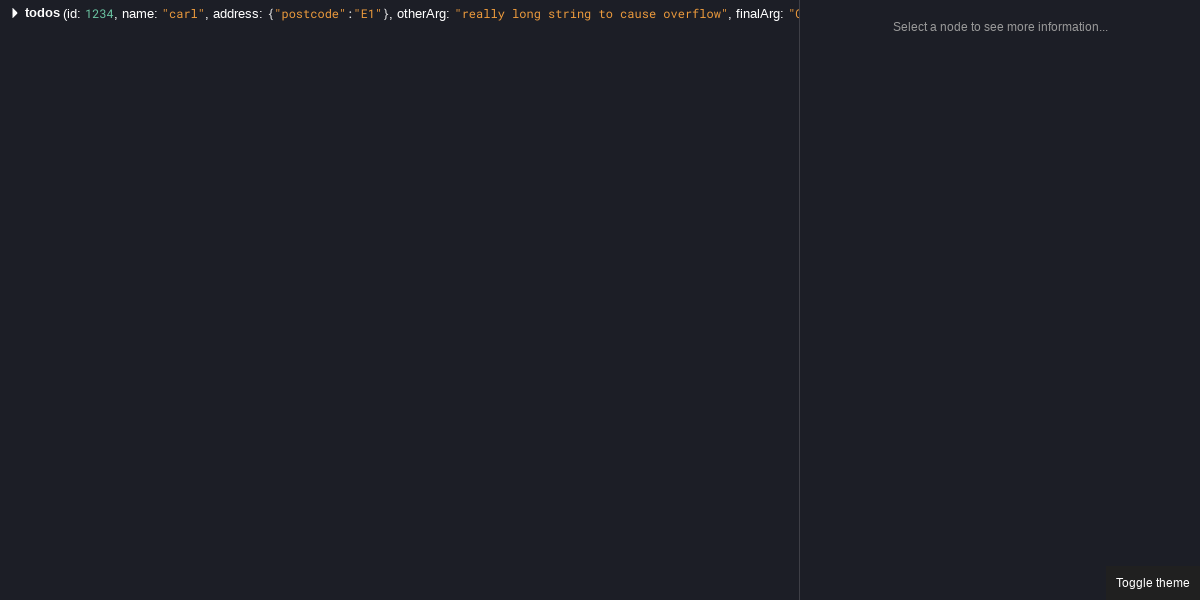 todos (id: 1234, name: "carl", address: {"postcode":"E1"}, otherArg: "really long string to cause overflow", finalArg: "
Select a node to see more information...
Toggle theme